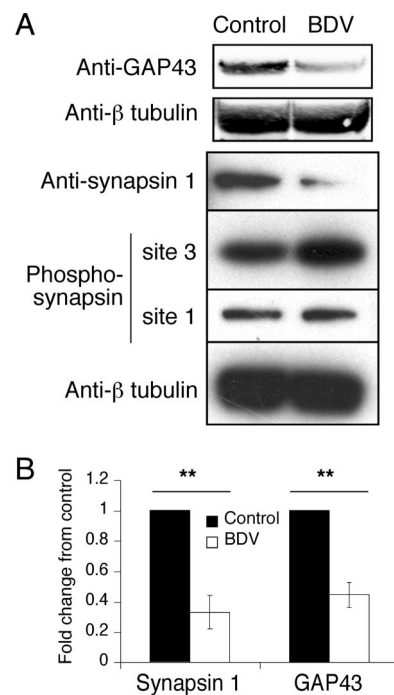 A
Control BDV
Anti-GAP43
Anti-β tubulin
Anti-synapsin 1
Phospho-
synapsin
site 3
site 1
Anti-β tubulin
B
Fold change from control
1.2
1
0.8
0.6
0.4
0.2
0
** **
Control
BDV
Synapsin 1 GAP43